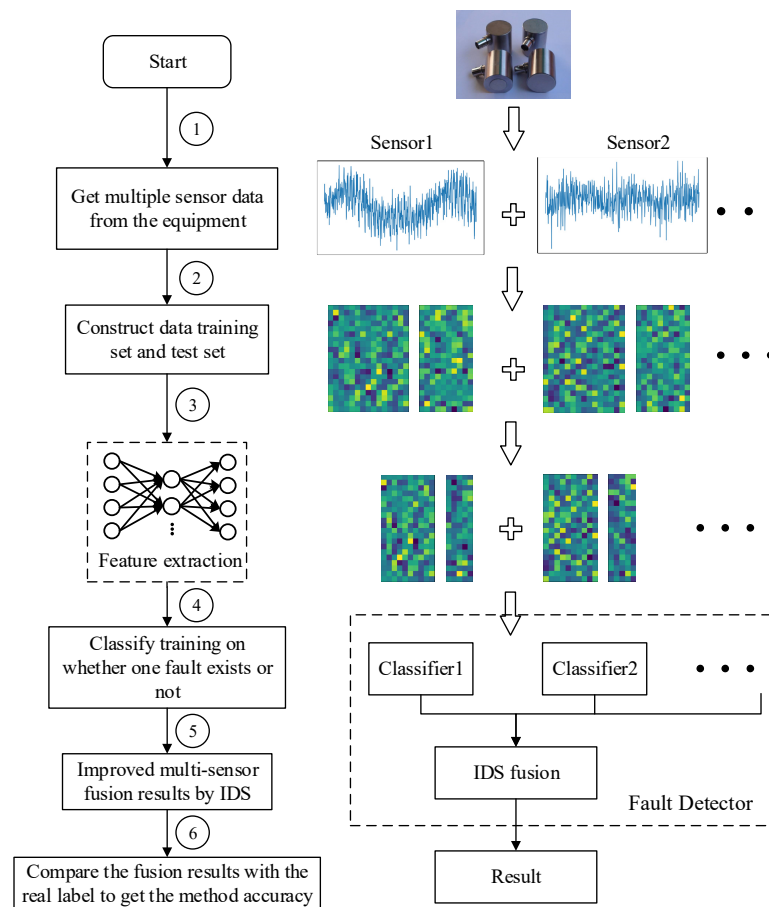 Start
1
Get multiple sensor data
from the equipment
2
Construct data training
set and test set
3
Feature extraction
4
Classify training on
whether one fault exists or
not
5
Improved multi-sensor
fusion results by IDS
6
Compare the fusion results with the
real label to get the method accuracy
Sensor1
Sensor2
Classifier1
Classifier2
IDS fusion
Fault Detector
Result